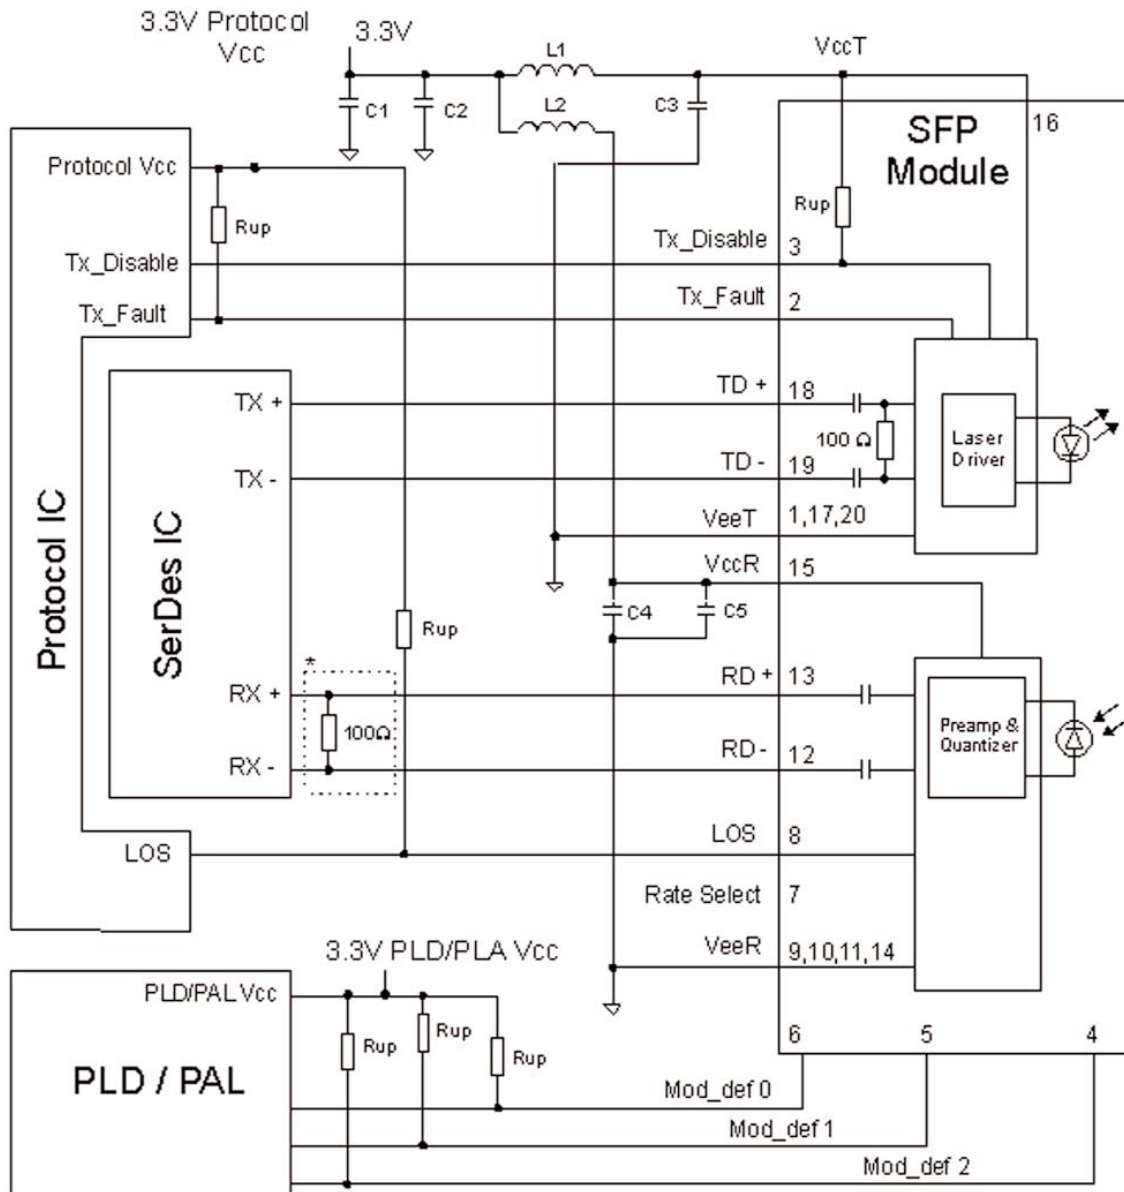 3.3V Protocol
Vcc
3.3V
L1
VccT
C1
C2
L2
C3
SFP
Module
16
Protocol Vcc
Rup
Rup
Tx_Disable
Tx_Disable
3
Tx_Fault
Tx_Fault
2
Protocol IC
SerDes IC
TX +
TD +
18
100 Ω
Laser
Driver
TX -
TD -
19
VeeT
1,17,20
VccR
15
C4
C5
Rup
*
RX +
100Ω
RD +
13
Preamp &
Quantizer
RX -
RD -
12
LOS
LOS
8
Rate Select
7
VeeR
9,10,11,14
3.3V PLD/PLA Vcc
PLD/PAL Vcc
Rup
Rup
Rup
6
5
4
PLD / PAL
Mod_def 0
Mod_def 1
Mod_def 2